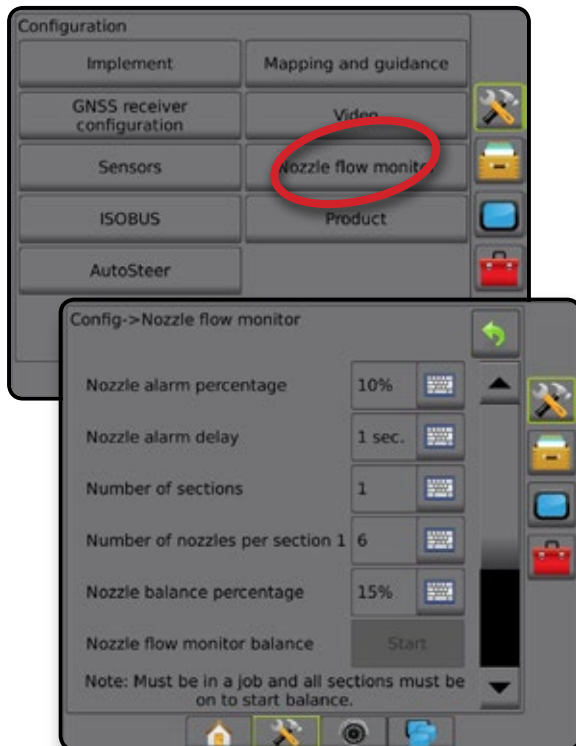 Configuration
Implement
Mapping and guidance
GNSS receiver
configuration
Video
Sensors
Nozzle flow monitor
ISOBUS
Product
AutoSteer
Config->Nozzle flow monitor
Nozzle alarm percentage
10%
Nozzle alarm delay
1 sec.
Number of sections
1
Number of nozzles per section 1
6
Nozzle balance percentage
15%
Nozzle flow monitor balance
Start
Note: Must be in a job and all sections must be
on to start balance.